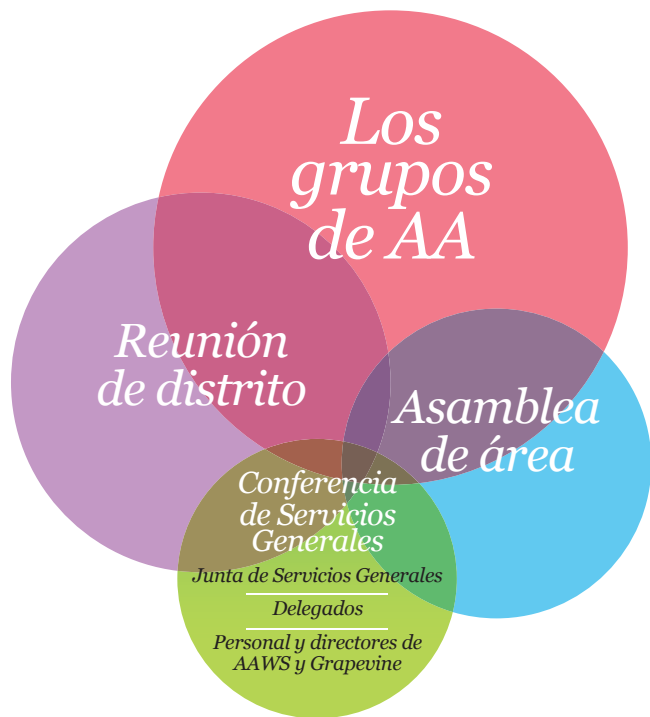 Los
grupos
de AA
Reunión
de distrito
Asamblea
de área
Conferencia
de Servicios
Generales
Junta de Servicios Generales
Delegados
Personal y directores de
AAWS y Grapevine